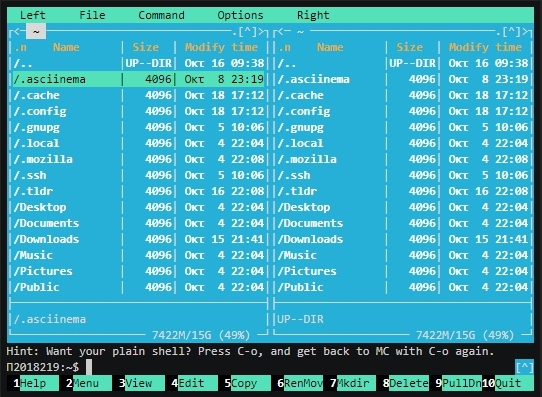 Left File Command Options Right
<─ ~ .[^]> <─ ~ .[^]>
.n Name Size Modify time .n Name Size Modify time
/.. UP--DIR Окт 16 09:38 /.. UP--DIR Окт 16 09:38
/.asciinema 4096 Окт 8 23:19 /.asciinema 4096 Окт 8 23:19
/.cache 4096 Окт 18 17:12 /.cache 4096 Окт 18 17:12
/.config 4096 Окт 18 17:12 /.config 4096 Окт 18 17:12
/.gnupg 4096 Окт 5 10:06 /.gnupg 4096 Окт 5 10:06
/.local 4096 Окт 4 22:04 /.local 4096 Окт 4 22:04
/.mozilla 4096 Окт 4 22:08 /.mozilla 4096 Окт 4 22:08
/.ssh 4096 Окт 5 10:06 /.ssh 4096 Окт 5 10:06
/.tldr 4096 Окт 16 22:08 /.tldr 4096 Окт 16 22:08
/Desktop 4096 Окт 4 22:04 /Desktop 4096 Окт 4 22:04
/Documents 4096 Окт 4 22:04 /Documents 4096 Окт 4 22:04
/Downloads 4096 Окт 15 21:41 /Downloads 4096 Окт 15 21:41
/Music 4096 Окт 4 22:04 /Music 4096 Окт 4 22:04
/Pictures 4096 Окт 4 22:04 /Pictures 4096 Окт 4 22:04
/Public 4096 Окт 4 22:04 /Public 4096 Окт 4 22:04
/.asciinema UP--DIR
7422M/15G (49%) 7422M/15G (49%)
Hint: Want your plain shell? Press C-o, and get back to MC with C-o again.
П2018219:~$ [^]
1Help 2Menu 3View 4Edit 5Copy 6RenMov 7Mkdir 8Delete 9PullDn 10Quit